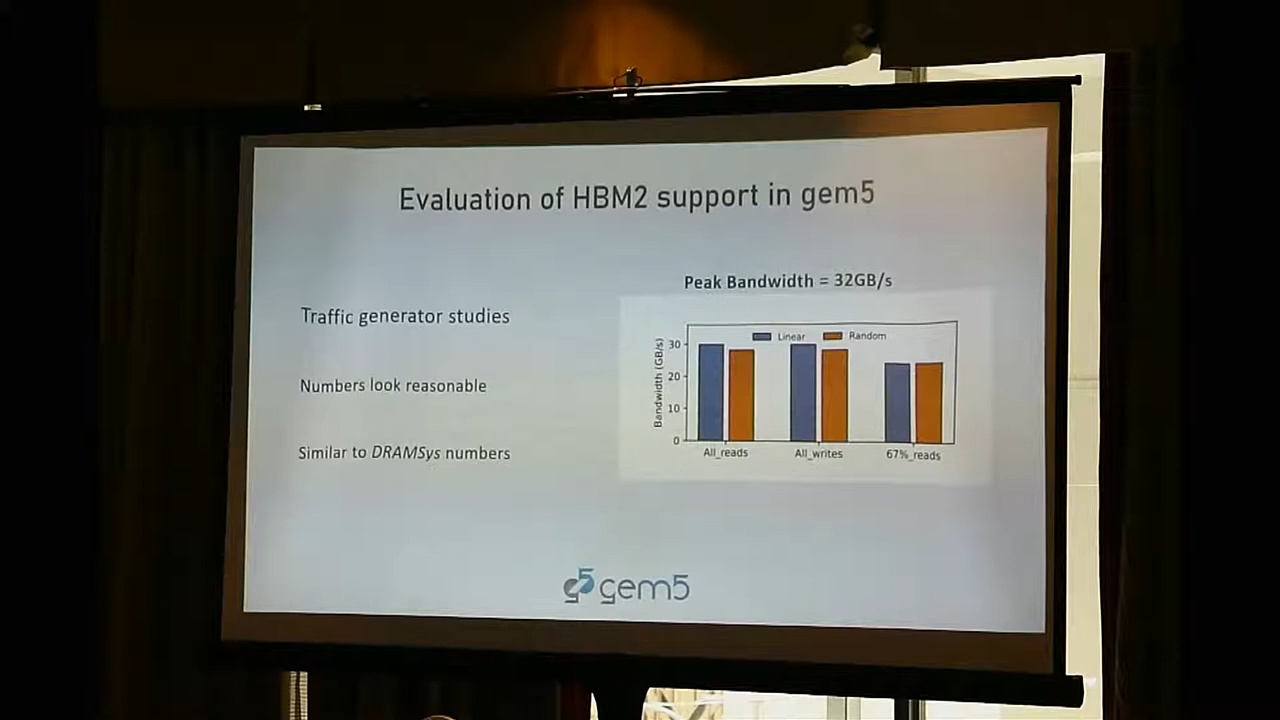 Evaluation of HBM2 support in gem5
Traffic generator studies
Numbers look reasonable
Similar to DRAMSys numbers
Peak Bandwidth = 32GB/s
Linear Random
Bandwidth (GB/s)
30
20
10
0
All_reads All_writes 67%_reads
gem5